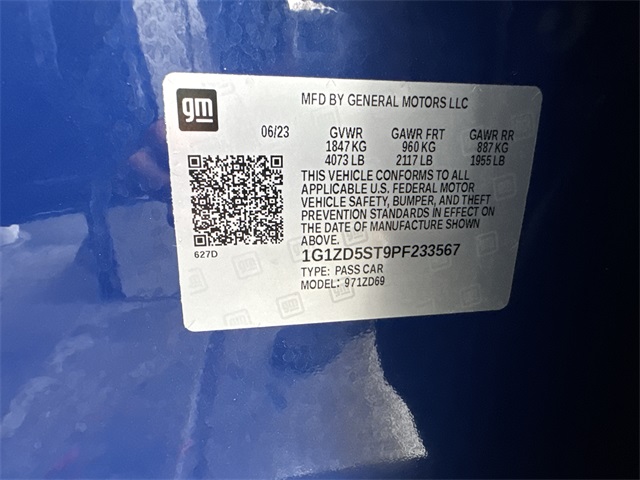 gm
MFD BY GENERAL MOTORS LLC
06/23 GVWR GAWR FRT GAWR RR
1847 KG 960 KG 887 KG
4073 LB 2117 LB 1955 LB
THIS VEHICLE CONFORMS TO ALL
APPLICABLE U.S. FEDERAL MOTOR
VEHICLE SAFETY, BUMPER, AND THEFT
PREVENTION STANDARDS IN EFFECT ON
THE DATE OF MANUFACTURE SHOWN
ABOVE.
627D
1G1ZD5ST9PF233567
TYPE: PASS CAR
MODEL: 971ZD69